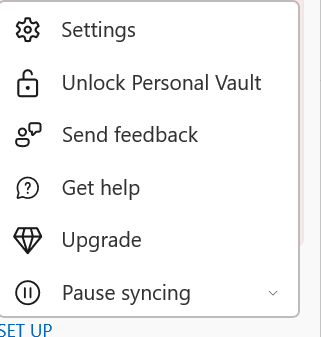 Settings
Unlock Personal Vault
Send feedback
Get help
Upgrade
Pause syncing
SET UP